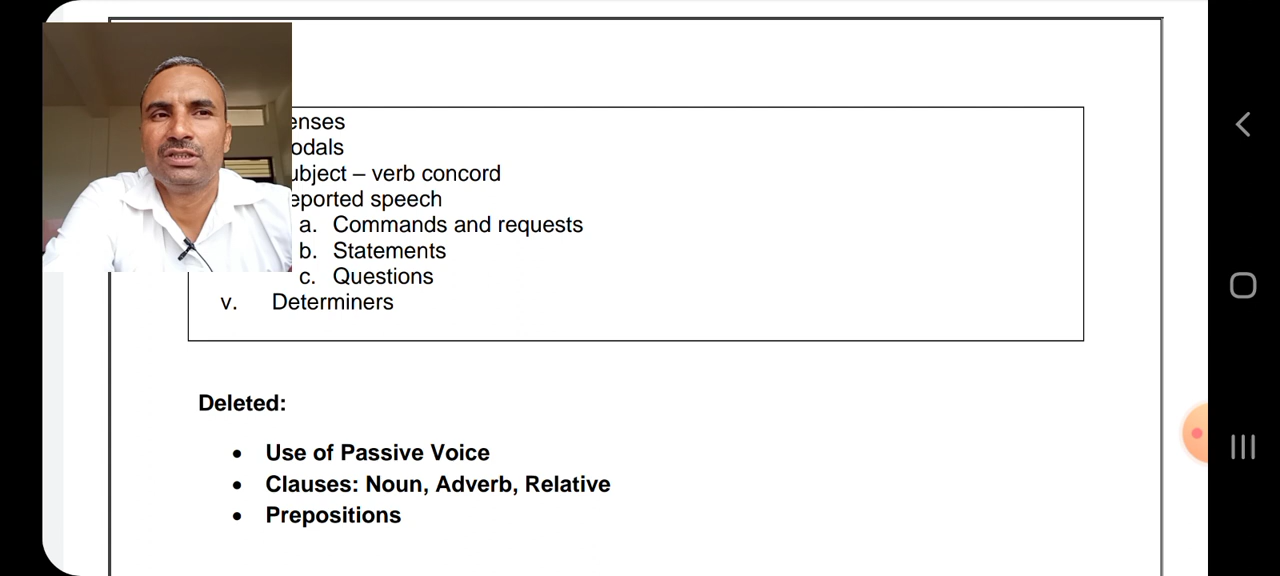 enses
odals
ubject – verb concord
eported speech
a. Commands and requests
b. Statements
c. Questions
v. Determiners
Deleted:
• Use of Passive Voice
• Clauses: Noun, Adverb, Relative
• Prepositions